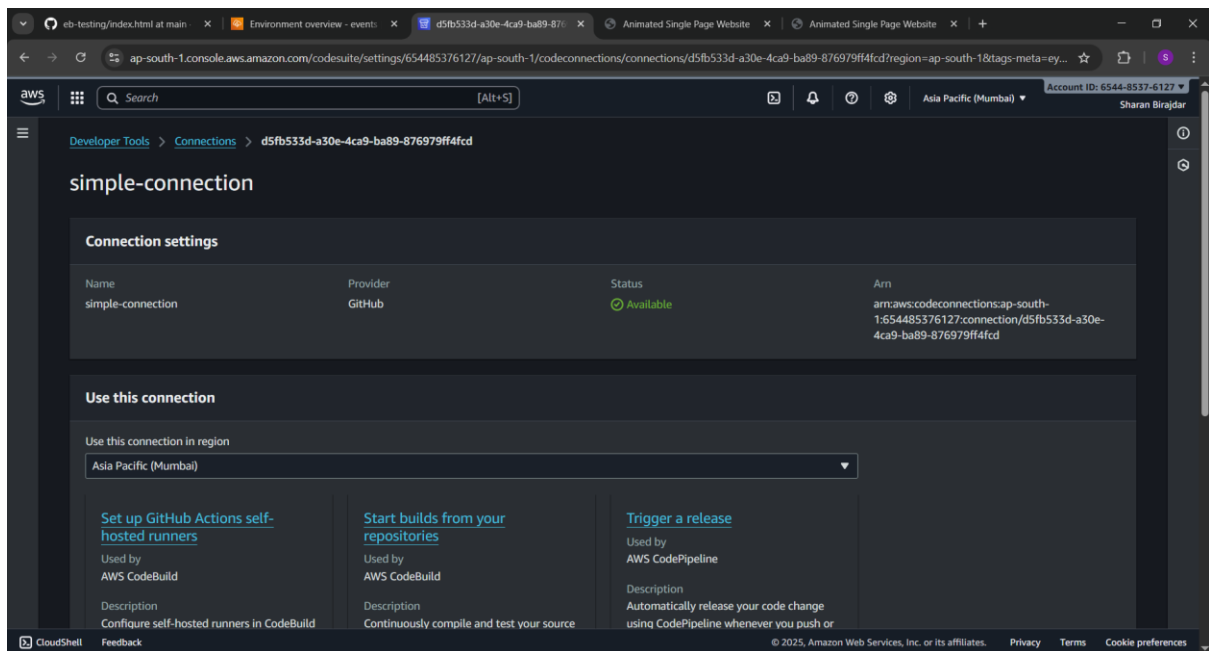 eb-testing/index.html at main
Environment overview - events
d5fb533d-a30e-4ca9-ba89-876
Animated Single Page Website
Animated Single Page Website
ap-south-1.console.aws.amazon.com/codesuite/settings/654485376127/ap-south-1/codeconnections/connections/d5fb533d-a30e-4ca9-ba89-876979ff4fcd?region=ap-south-1&tags-meta=ey...
S
aws
Search
[Alt+S]
Asia Pacific (Mumbai)
Account ID: 6544-8537-6127
Sharan Birajdar
Developer Tools > Connections > d5fb533d-a30e-4ca9-ba89-876979ff4fcd
simple-connection
Connection settings
Name
simple-connection
Provider
GitHub
Status
Available
Arn
arn:aws:codeconnections:ap-south-
1:654485376127:connection/d5fb533d-a30e-
4ca9-ba89-876979ff4fcd
Use this connection
Use this connection in region
Asia Pacific (Mumbai)
Set up GitHub Actions self-
hosted runners
Used by
AWS CodeBuild
Description
Configure self-hosted runners in CodeBuild
Start builds from your
repositories
Used by
AWS CodeBuild
Description
Continuously compile and test your source
Trigger a release
Used by
AWS CodePipeline
Description
Automatically release your code change
using CodePipeline whenever you push or
CloudShell
Feedback
© 2025, Amazon Web Services, Inc. or its affiliates.
Privacy
Terms
Cookie preferences